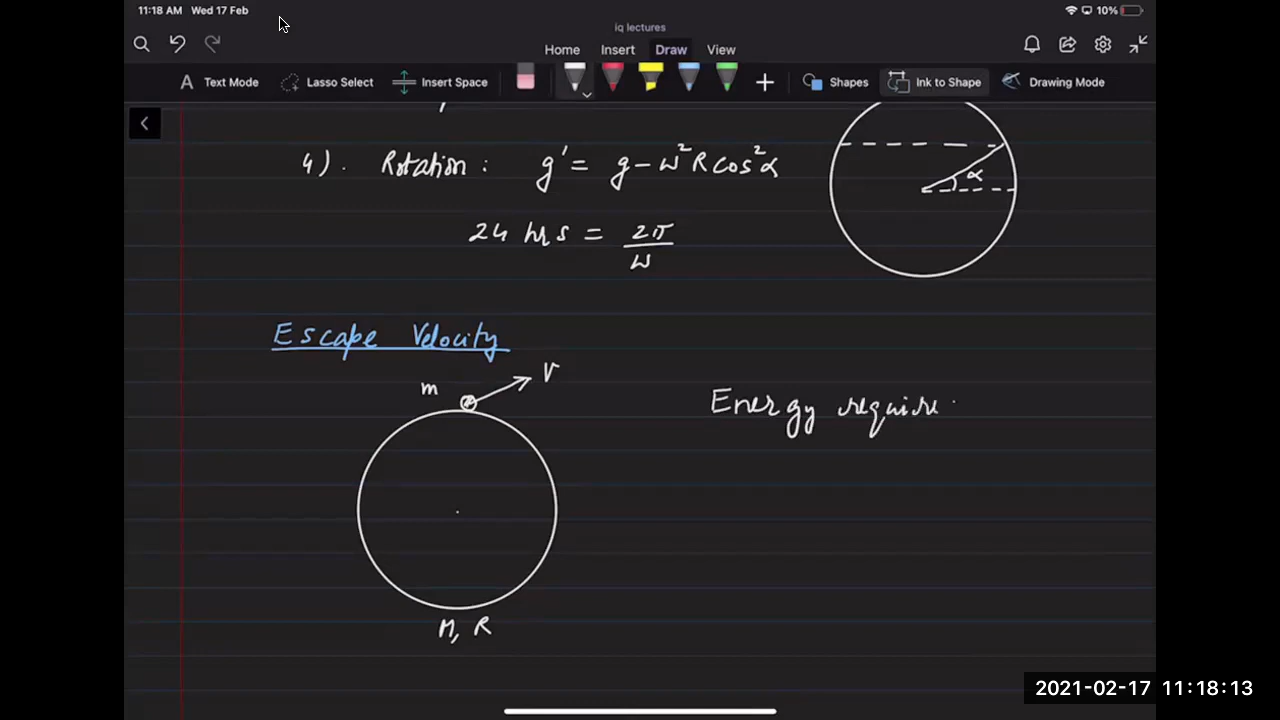 11:18 AM Wed 17 Feb
10%
iq lectures
Home Insert Draw View
Text Mode Lasso Select Insert Space Shapes Ink to Shape Drawing Mode
4). Rotation: g' = g - ω²Rcos²α
α
24 hrs = 2π/ω
Escape Velocity
m V
Energy require
M, R
2021-02-17 11:18:13